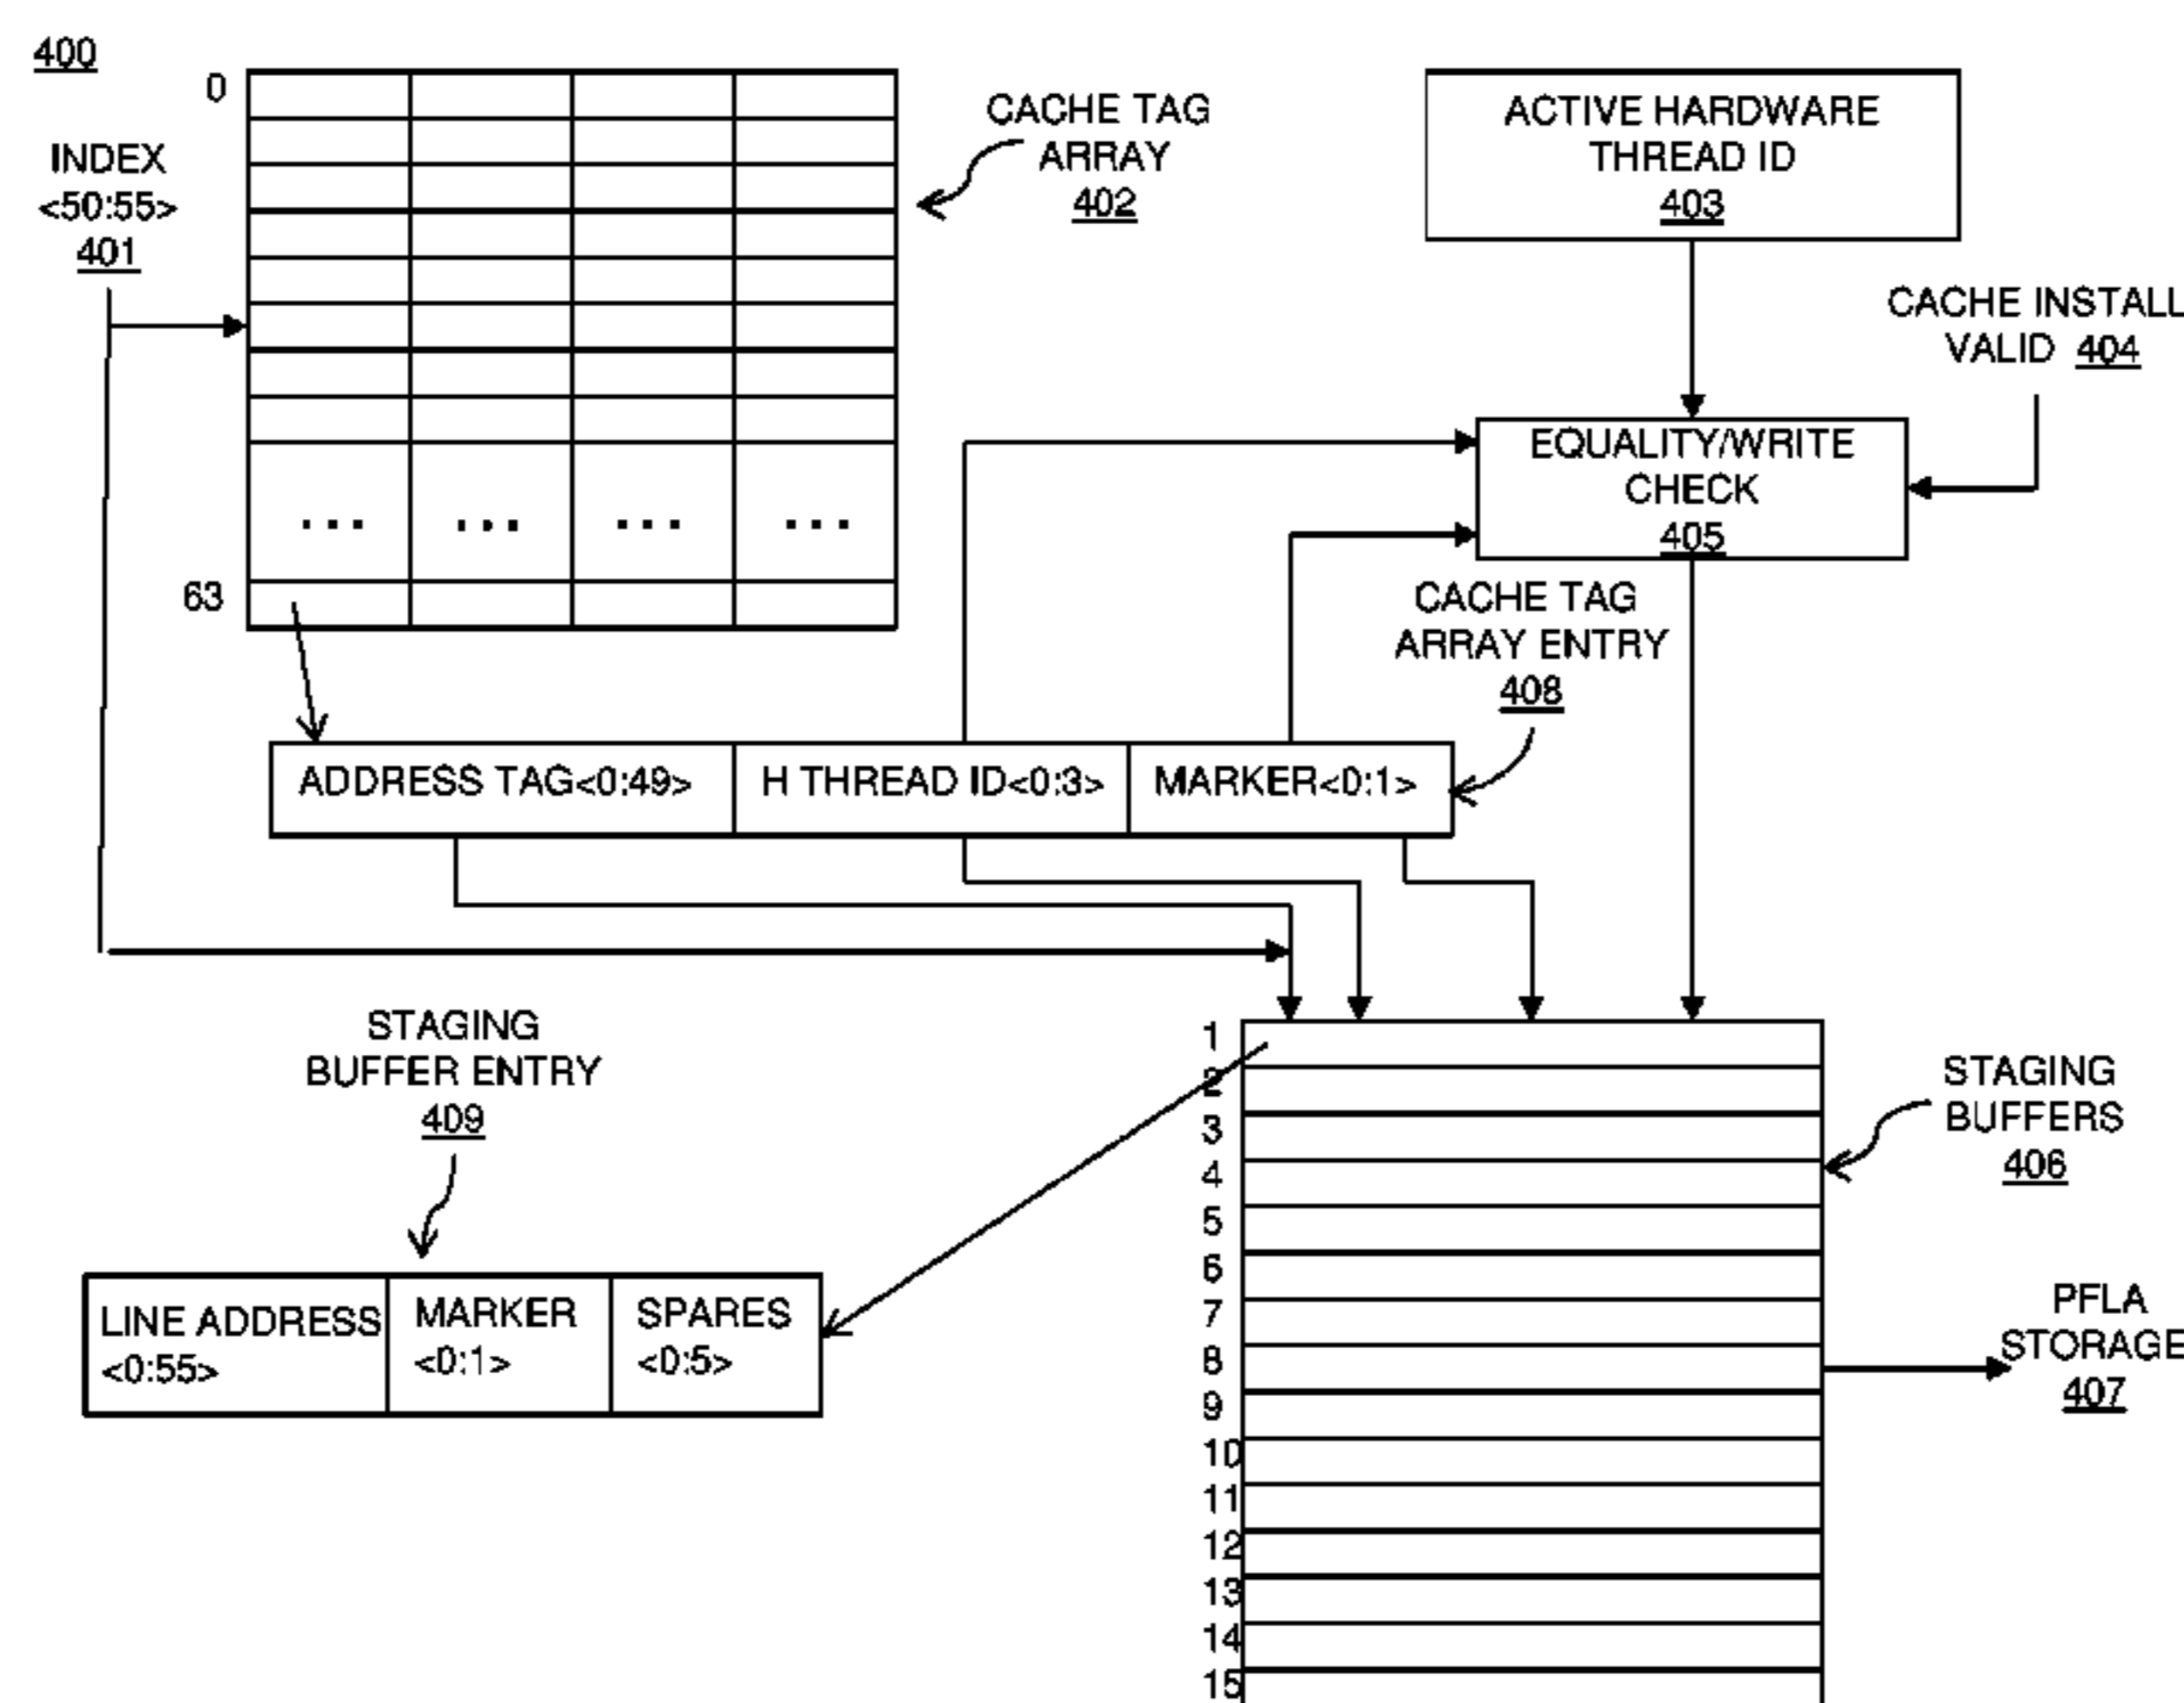 400
0
INDEX
<50:55>
401
CACHE TAG
ARRAY
402
ACTIVE HARDWARE
THREAD ID
403
CACHE INSTALL
VALID 404
EQUALITY/WRITE
CHECK
405
... ... ... ...
63
CACHE TAG
ARRAY ENTRY
408
ADDRESS TAG<0:49> H THREAD ID<0:3> MARKER<0:1>
STAGING
BUFFER ENTRY
409
LINE ADDRESS
<0:55>
MARKER
<0:1>
SPARES
<0:5>
1
2
3
4
5
6
7
8
9
10
11
12
13
14
15
STAGING
BUFFERS
406
PFLA
STORAGE
407